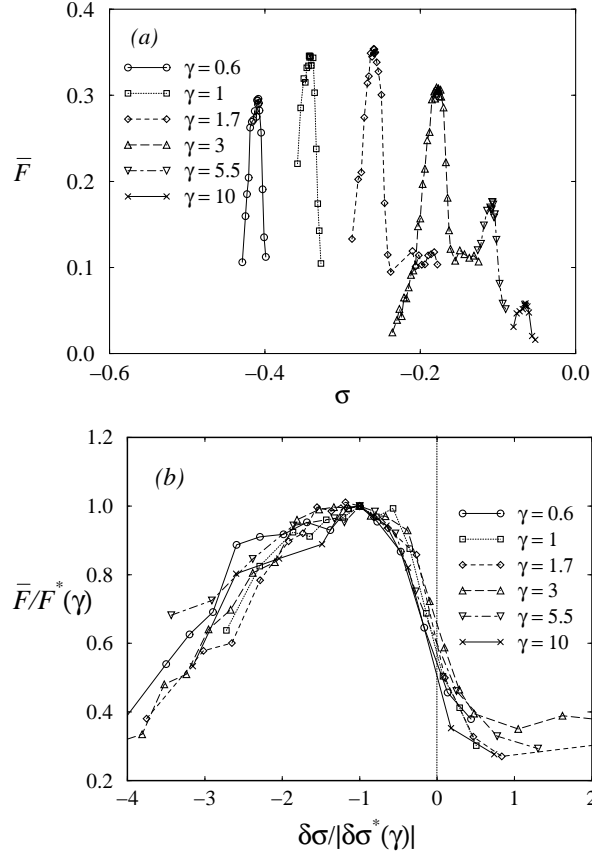 (a)
γ = 0.6
γ = 1
γ = 1.7
γ = 3
γ = 5.5
γ = 10
F̅
0.4
0.3
0.2
0.1
0.0
−0.6 −0.4 −0.2 0.0
σ
(b)
γ = 0.6
γ = 1
γ = 1.7
γ = 3
γ = 5.5
γ = 10
F̅/F*(γ)
1.2
1.0
0.8
0.6
0.4
0.2
−4 −3 −2 −1 0 1 2
δσ/|δσ*(γ)|